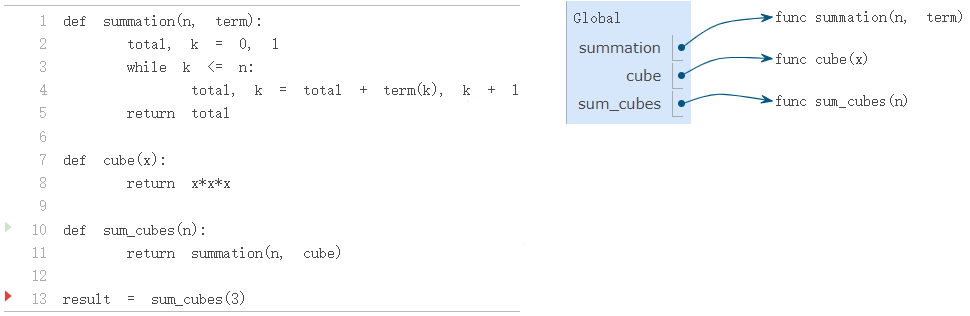 1 def summation(n, term):
2 total, k = 0, 1
3 while k <= n:
4 total, k = total + term(k), k + 1
5 return total
6
7 def cube(x):
8 return x*x*x
9
10 def sum_cubes(n):
11 return summation(n, cube)
12
13 result = sum_cubes(3)
Global
summation
cube
sum_cubes
func summation(n, term)
func cube(x)
func sum_cubes(n)